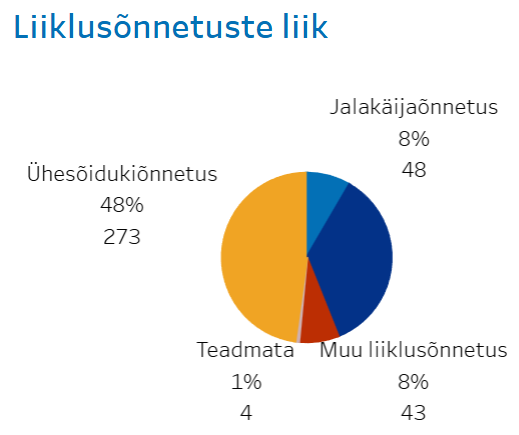 Liiklusõnnetuste liik
Jalakäijaõnnetus
8%
48
Ühesõidukiõnnetus
48%
273
Teadmata
1%
4
Muu liiklusõnnetus
8%
43